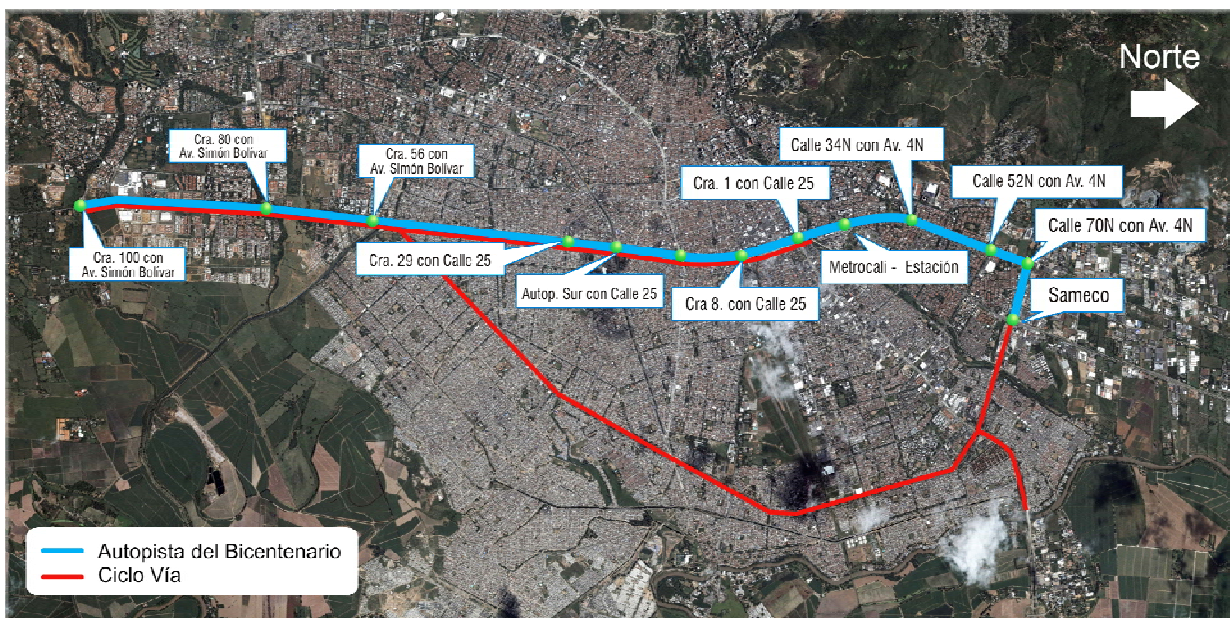 Norte
Cra. 80 con
Av. Simón Bolívar
Cra. 56 con
Av. Simón Bolívar
Calle 34N con Av. 4N
Cra. 1 con Calle 25
Calle 52N con Av. 4N
Calle 70N con Av. 4N
Cra. 100 con
Av. Simón Bolívar
Cra. 29 con Calle 25
Autop. Sur con Calle 25
Cra 8. con Calle 25
Metrocali - Estación
Sameco
Autopista del Bicentenario
Ciclo Vía